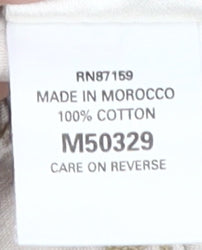 RN87159
MADE IN MOROCCO
100% COTTON
M50329
CARE ON REVERSE